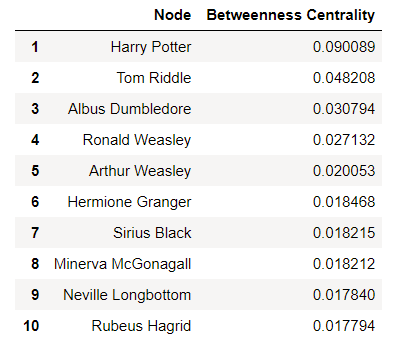 Node Betweenness Centrality
1 Harry Potter 0.090089
2 Tom Riddle 0.048208
3 Albus Dumbledore 0.030794
4 Ronald Weasley 0.027132
5 Arthur Weasley 0.020053
6 Hermione Granger 0.018468
7 Sirius Black 0.018215
8 Minerva McGonagall 0.018212
9 Neville Longbottom 0.017840
10 Rubeus Hagrid 0.017794